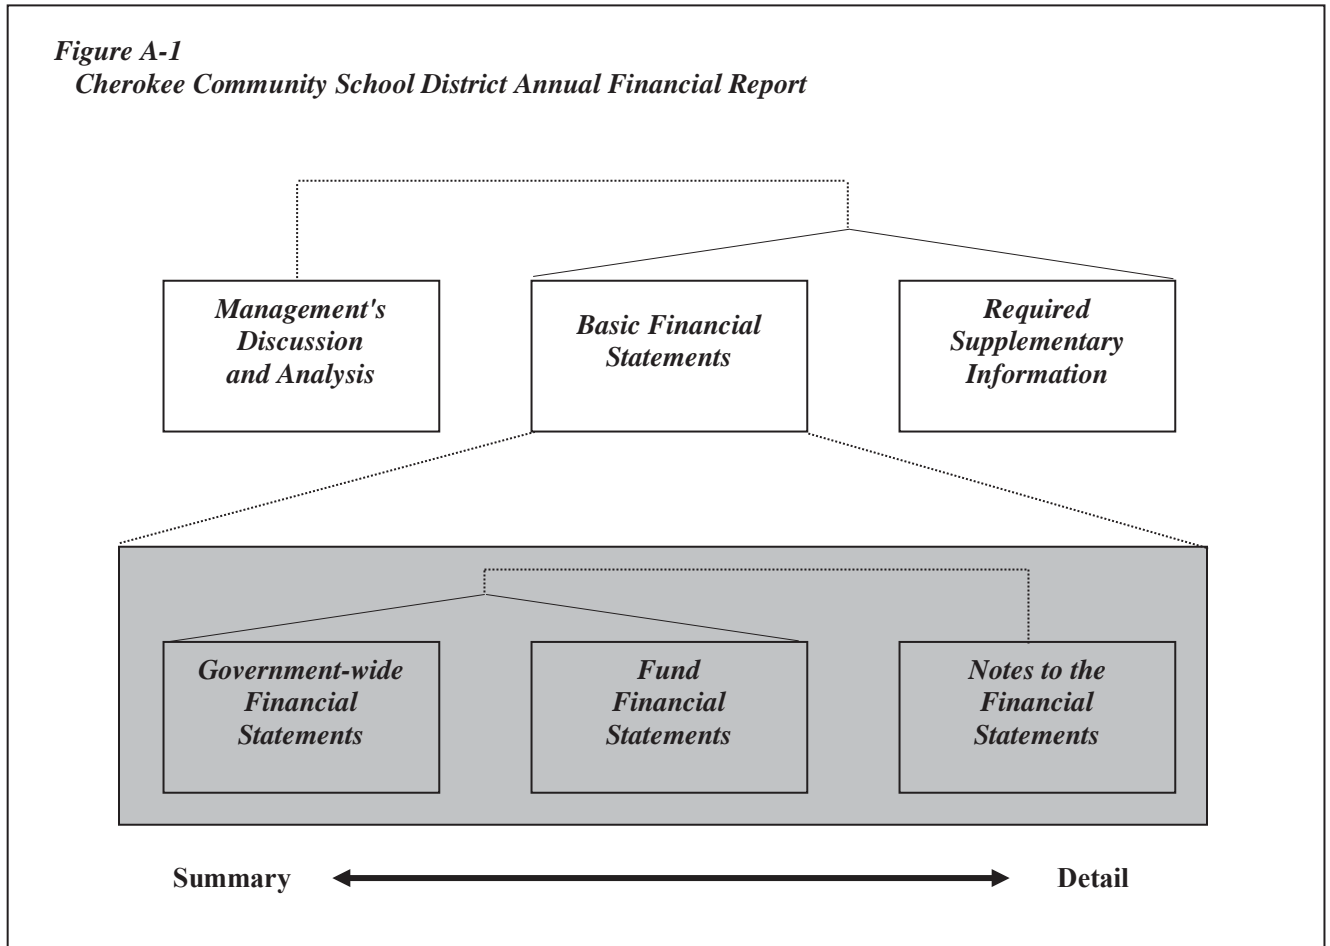 Figure A-1
Cherokee Community School District Annual Financial Report
Management's
Discussion
and Analysis
Basic Financial
Statements
Required
Supplementary
Information
Government-wide
Financial
Statements
Fund
Financial
Statements
Notes to the
Financial
Statements
Summary
Detail